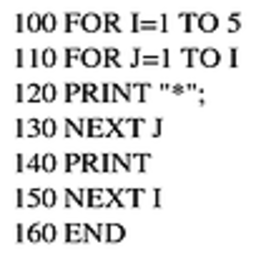 100 FOR I=1 TO 5
110 FOR J=1 TO I
120 PRINT "*";
130 NEXT J
140 PRINT
150 NEXT I
160 END